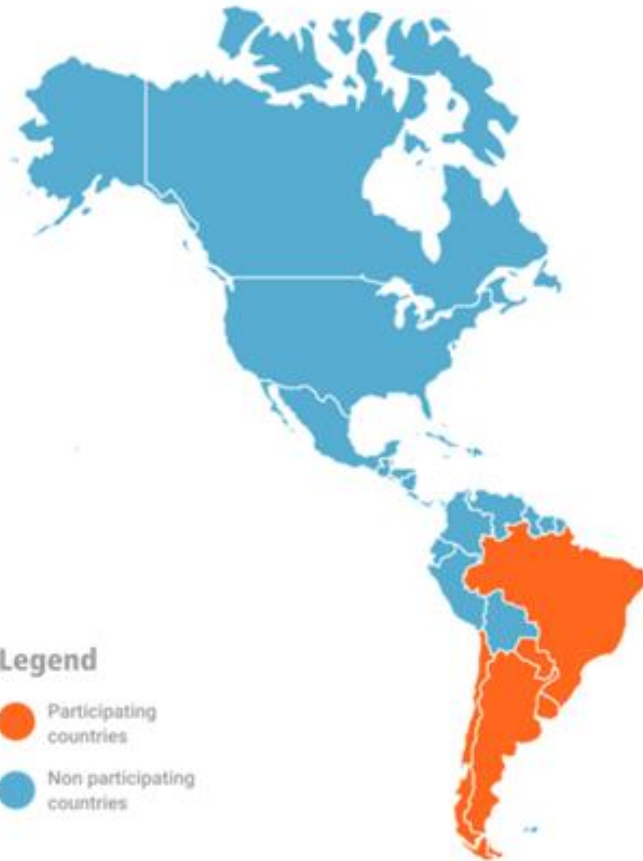 Legend
Participating
countries
Non participating
countries